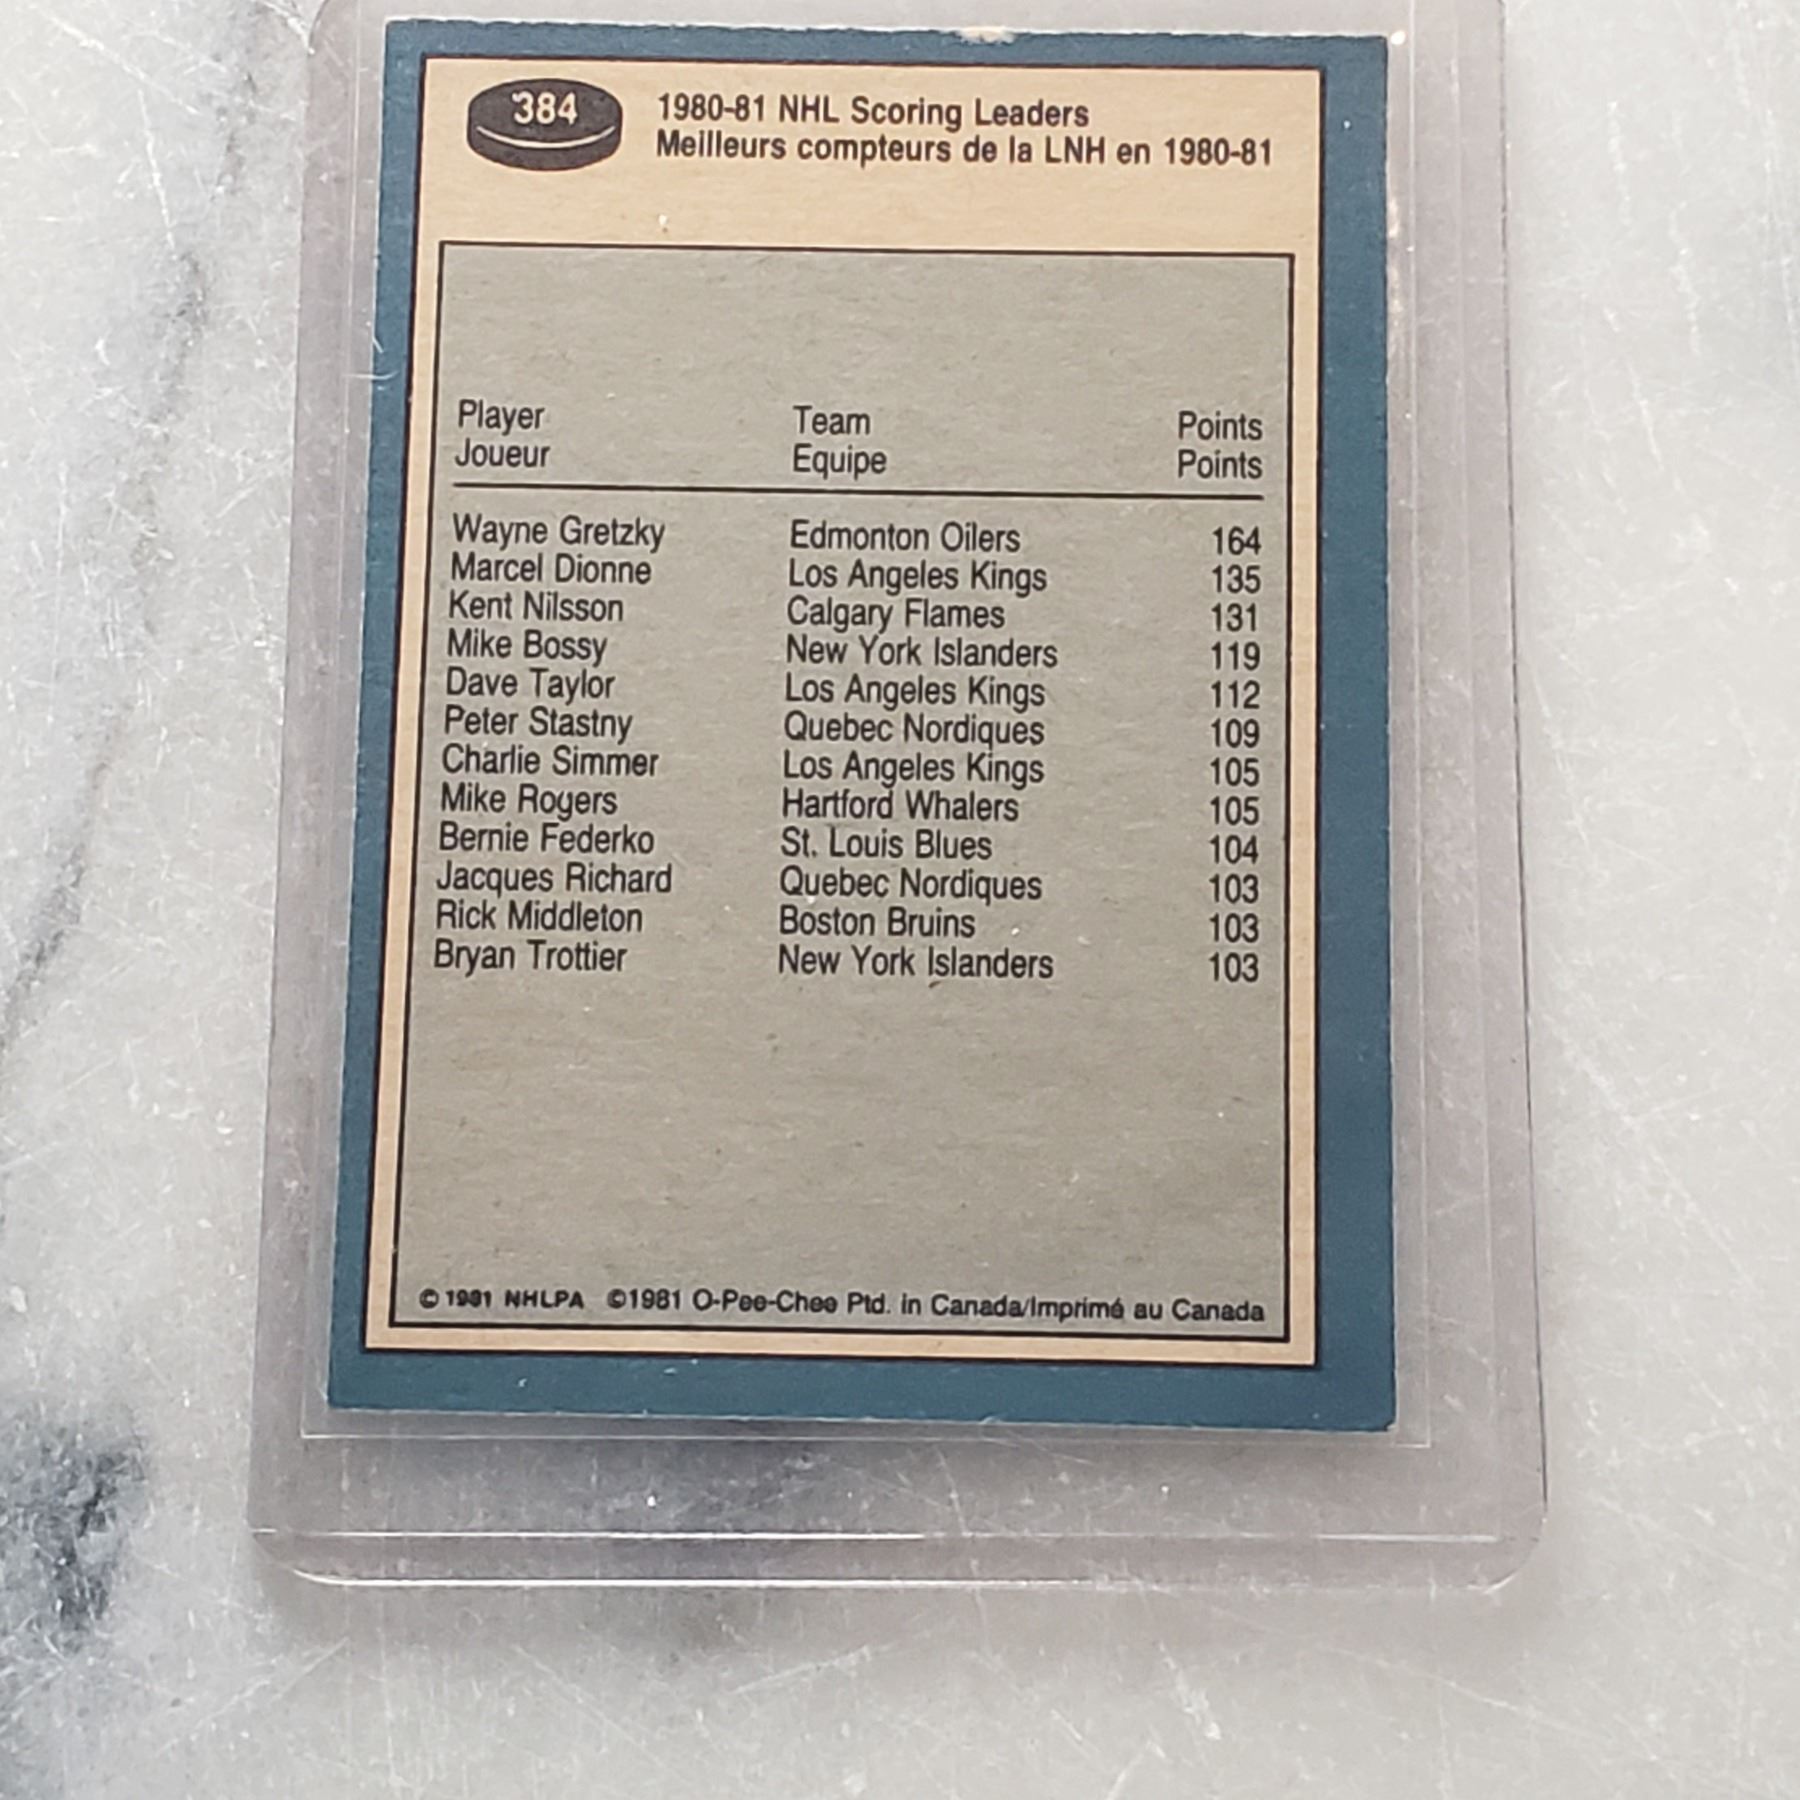 384
1980-81 NHL Scoring Leaders
Meilleurs compteurs de la LNH en 1980-81
Player Team Points
Joueur Equipe Points
Wayne Gretzky Edmonton Oilers 164
Marcel Dionne Los Angeles Kings 135
Kent Nilsson Calgary Flames 131
Mike Bossy New York Islanders 119
Dave Taylor Los Angeles Kings 112
Peter Stastny Quebec Nordiques 109
Charlie Simmer Los Angeles Kings 105
Mike Rogers Hartford Whalers 105
Bernie Federko St. Louis Blues 104
Jacques Richard Quebec Nordiques 103
Rick Middleton Boston Bruins 103
Bryan Trottier New York Islanders 103
© 1981 NHLPA ©1981 O-Pee-Chee Ptd. in Canada/Imprimé au Canada